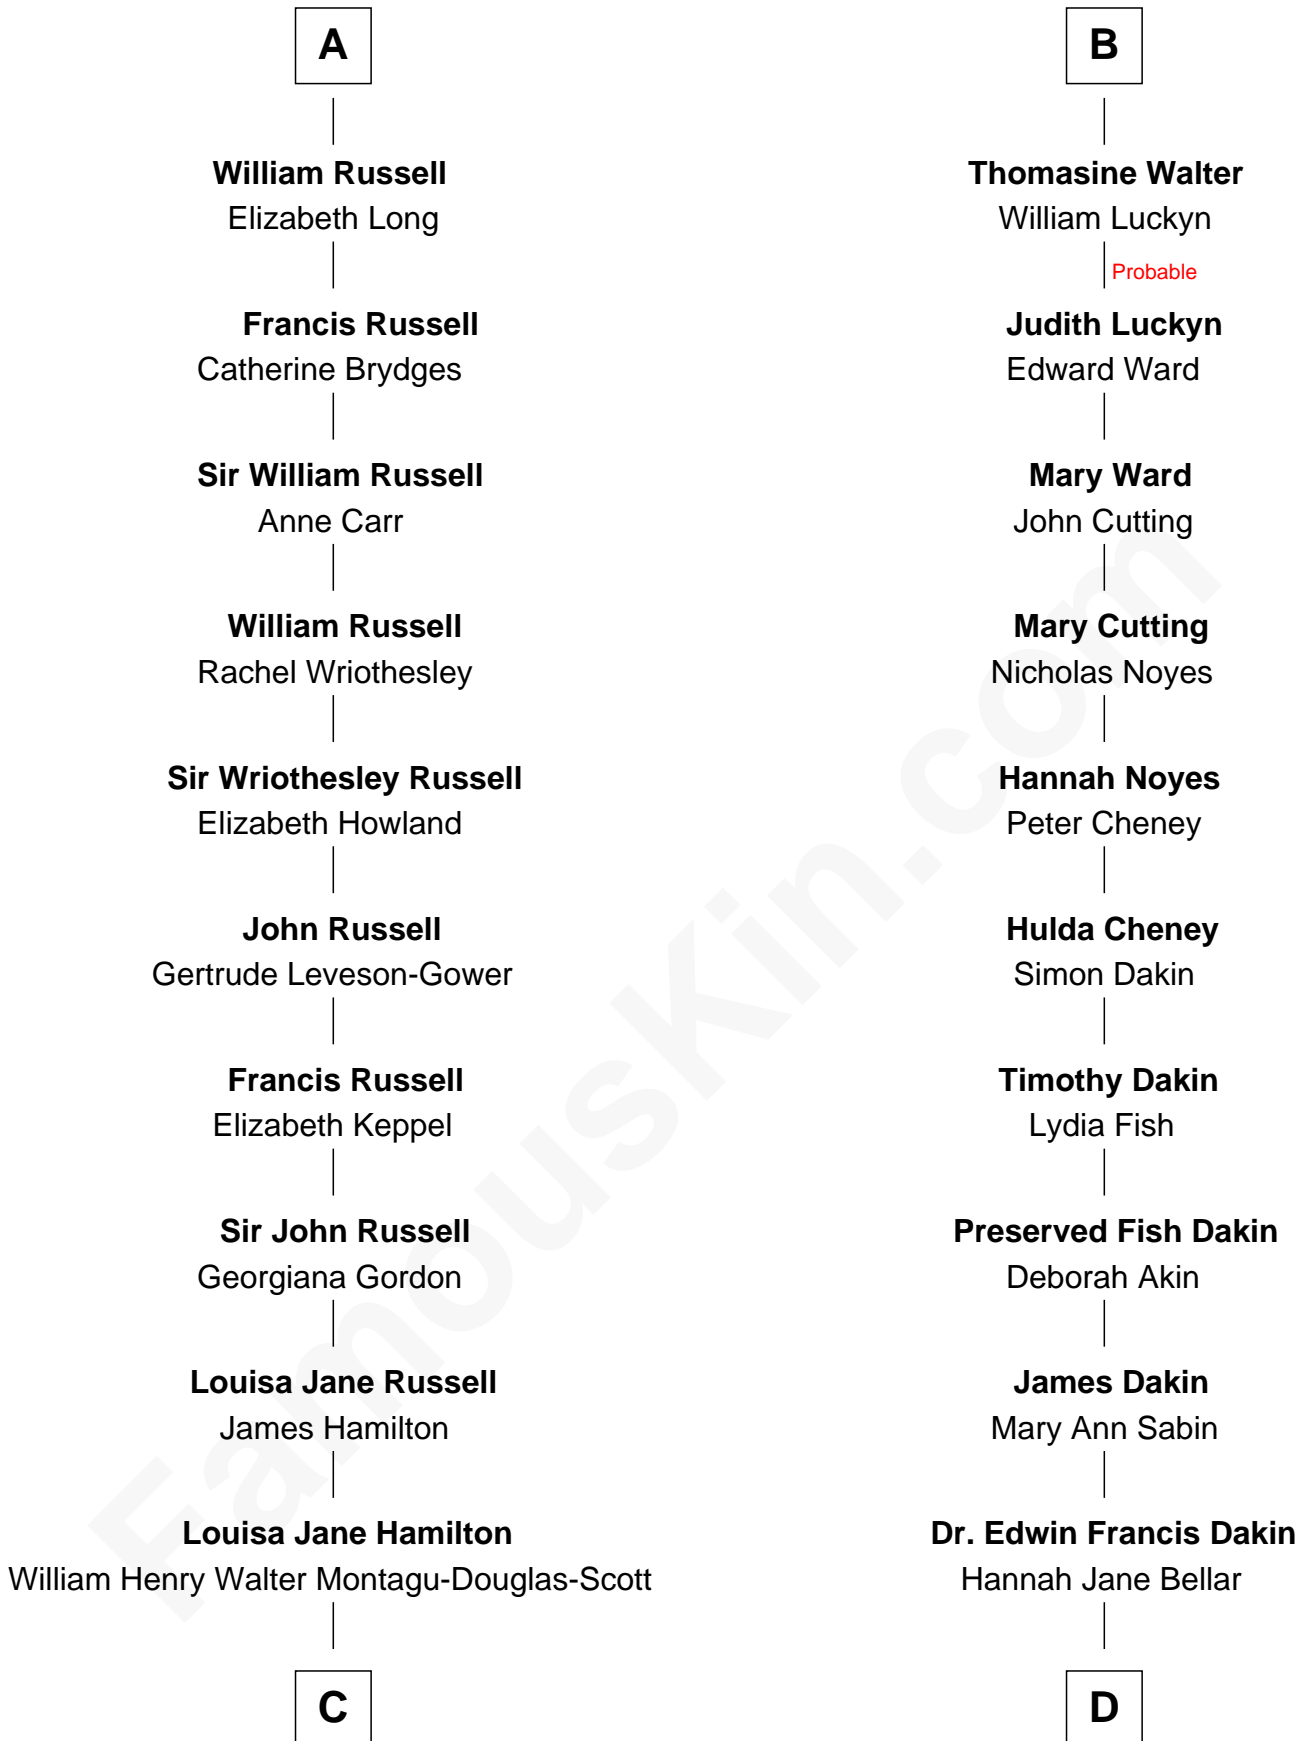 A
William Russell
Elizabeth Long
Francis Russell
Catherine Brydges
Sir William Russell
Anne Carr
William Russell
Rachel Wriothesley
Sir Wriothesley Russell
Elizabeth Howland
John Russell
Gertrude Leveson-Gower
Francis Russell
Elizabeth Keppel
Sir John Russell
Georgiana Gordon
Louisa Jane Russell
James Hamilton
Louisa Jane Hamilton
William Henry Walter Montagu-Douglas-Scott
C
B
Thomasine Walter
William Luckyn
Probable
Judith Luckyn
Edward Ward
Mary Ward
John Cutting
Mary Cutting
Nicholas Noyes
Hannah Noyes
Peter Cheney
Hulda Cheney
Simon Dakin
Timothy Dakin
Lydia Fish
Preserved Fish Dakin
Deborah Akin
James Dakin
Mary Ann Sabin
Dr. Edwin Francis Dakin
Hannah Jane Bellar
D
FamousKin.com